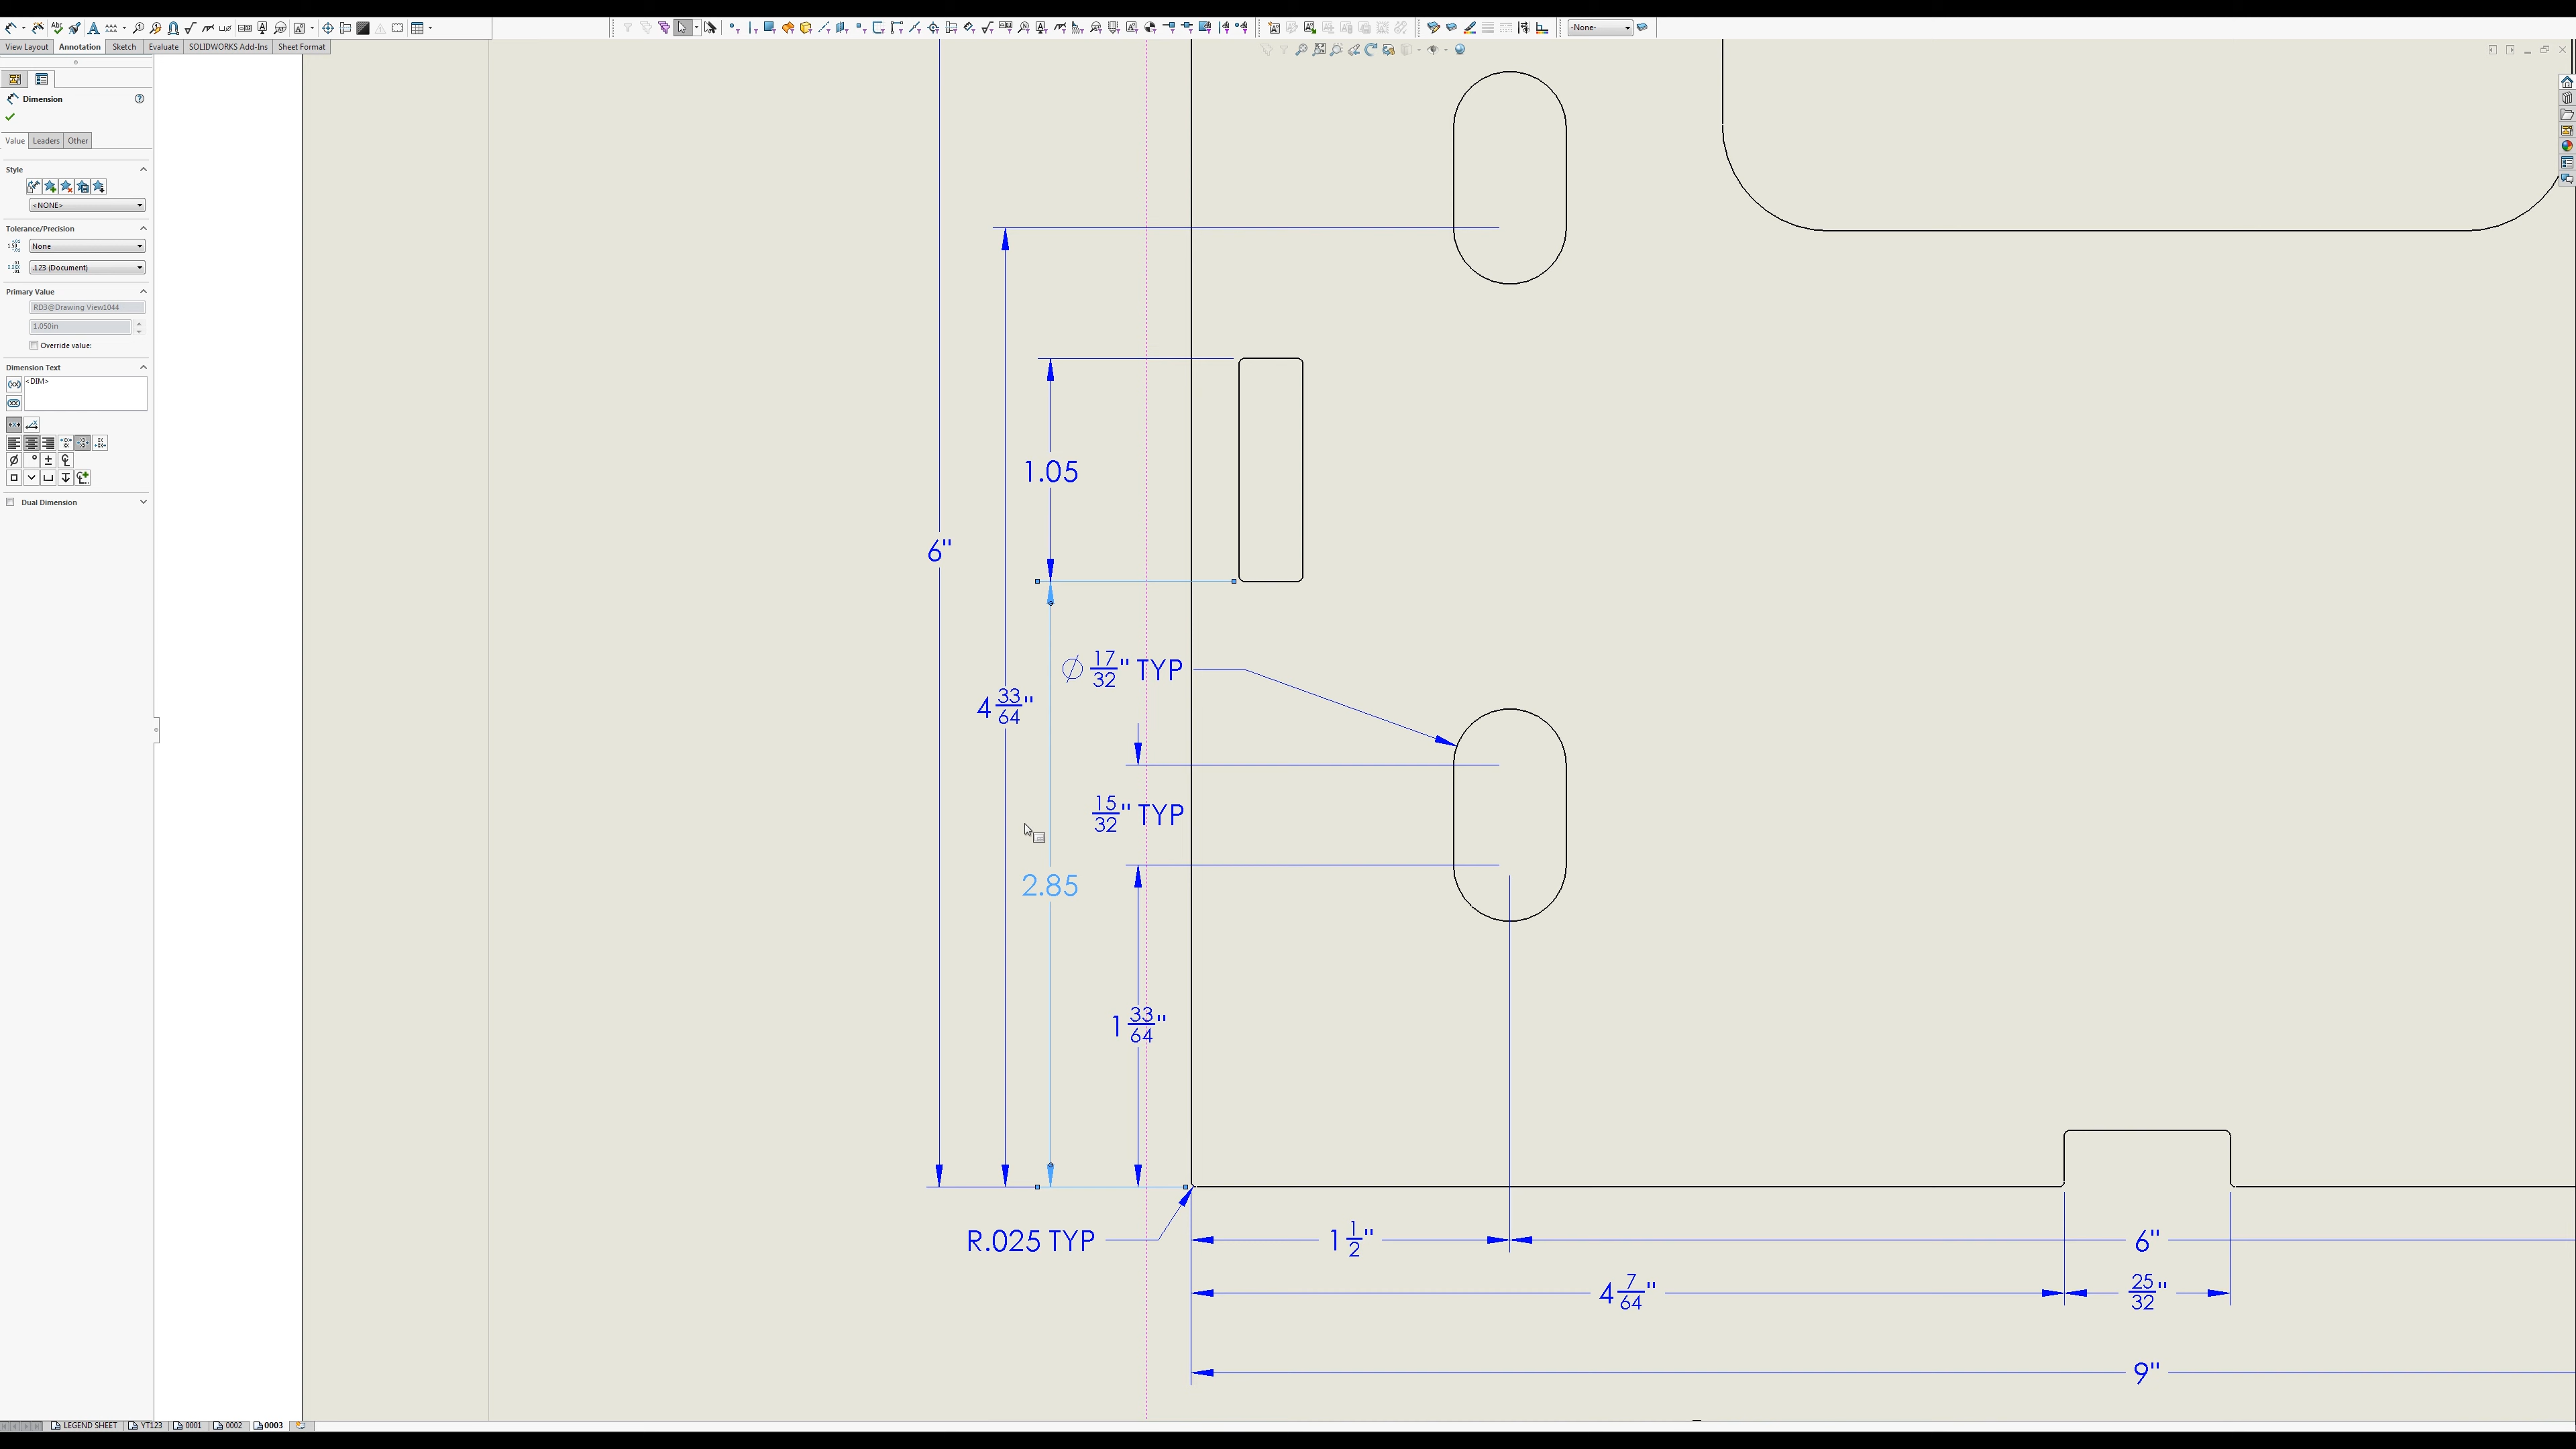 -None-
View Layout Annotation Sketch Evaluate SOLIDWORKS Add-Ins Sheet Format
Dimension
Value Leaders Other
Style
<NONE>
Tolerance/Precision
None
.123 (Document)
Primary Value
RD3@Drawing View1044
1.050in
Override value:
Dimension Text
<DIM>
Dual Dimension
1.05
6"
Ø 17/32" TYP
4 33/64"
15/32" TYP
2.85
1 33/64"
R.025 TYP
1 1/2"
6"
4 7/64"
25/32"
9"
LEGEND SHEET YT123 0001 0002 0003